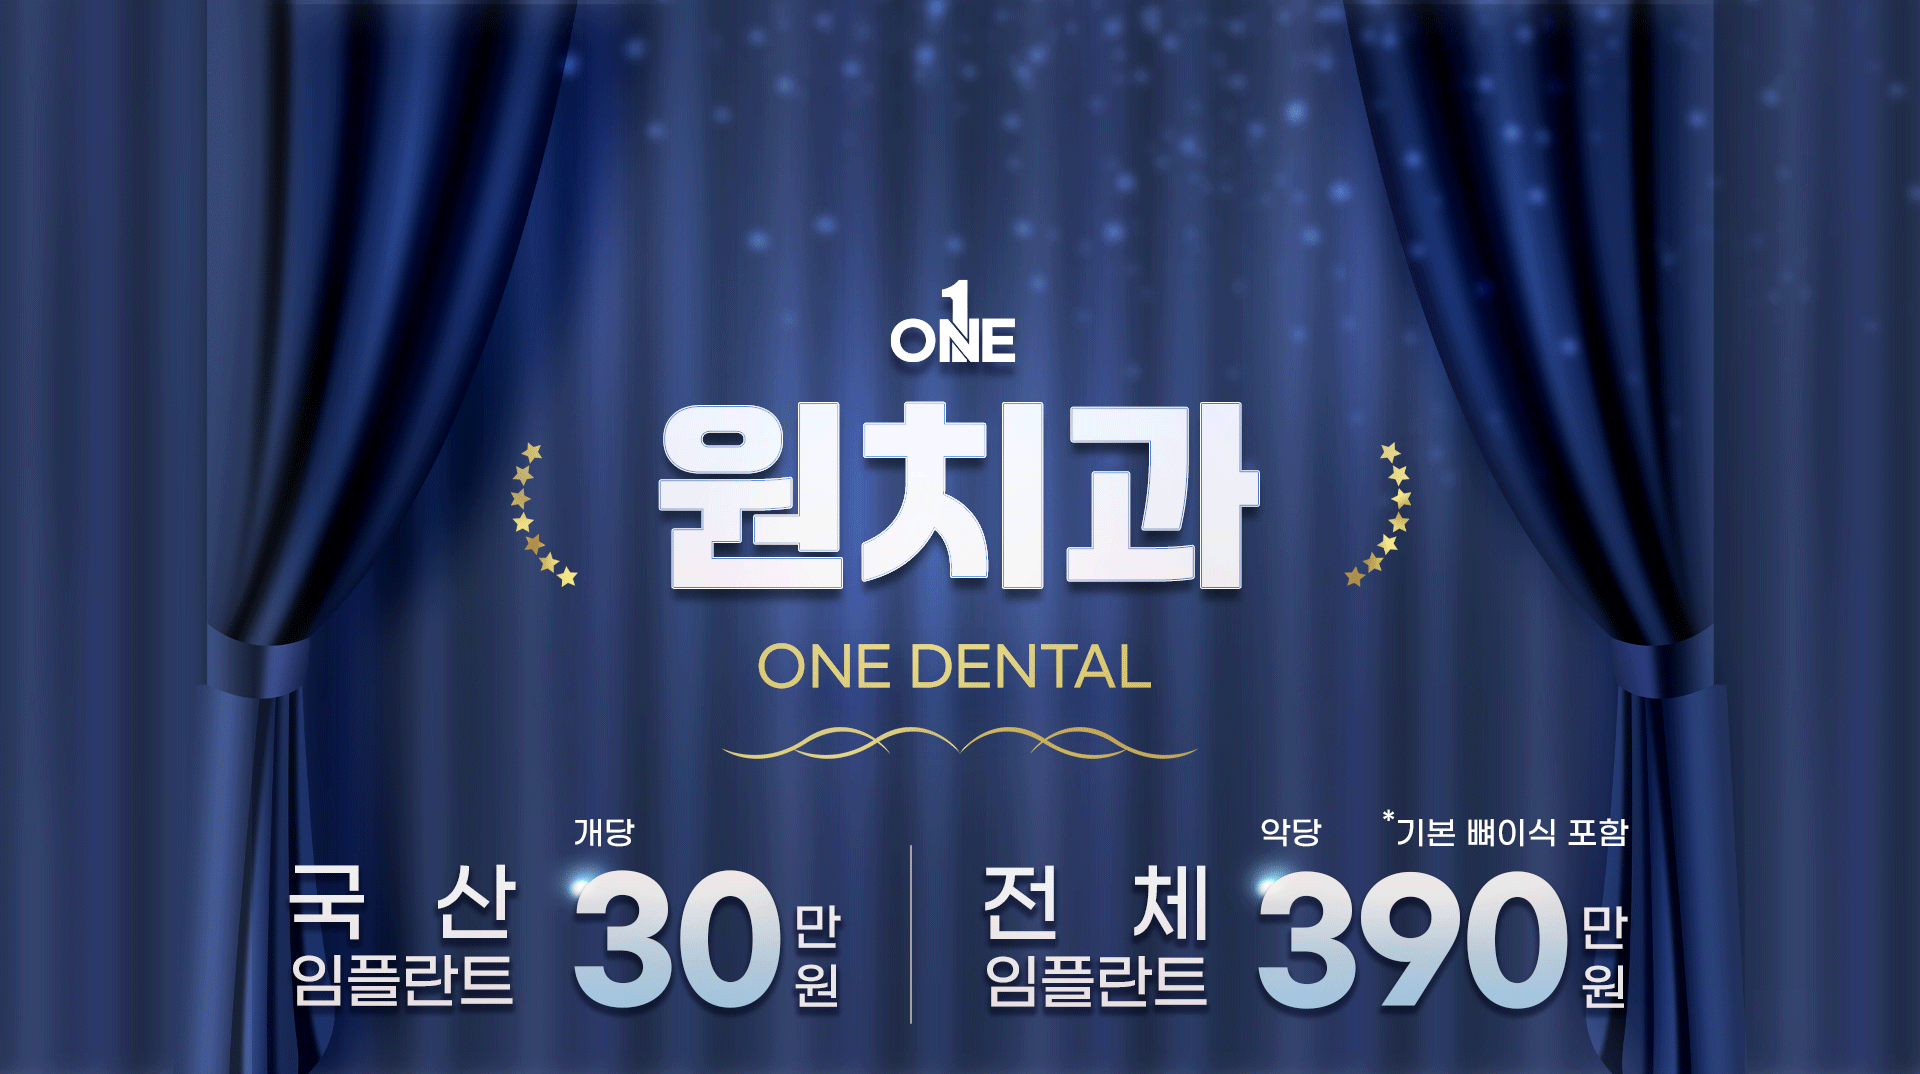 1
ONE
원치과
ONE DENTAL
개당
국산 30만원
임플란트
악당 *기본 뼈이식 포함
전체 390만원
임플란트